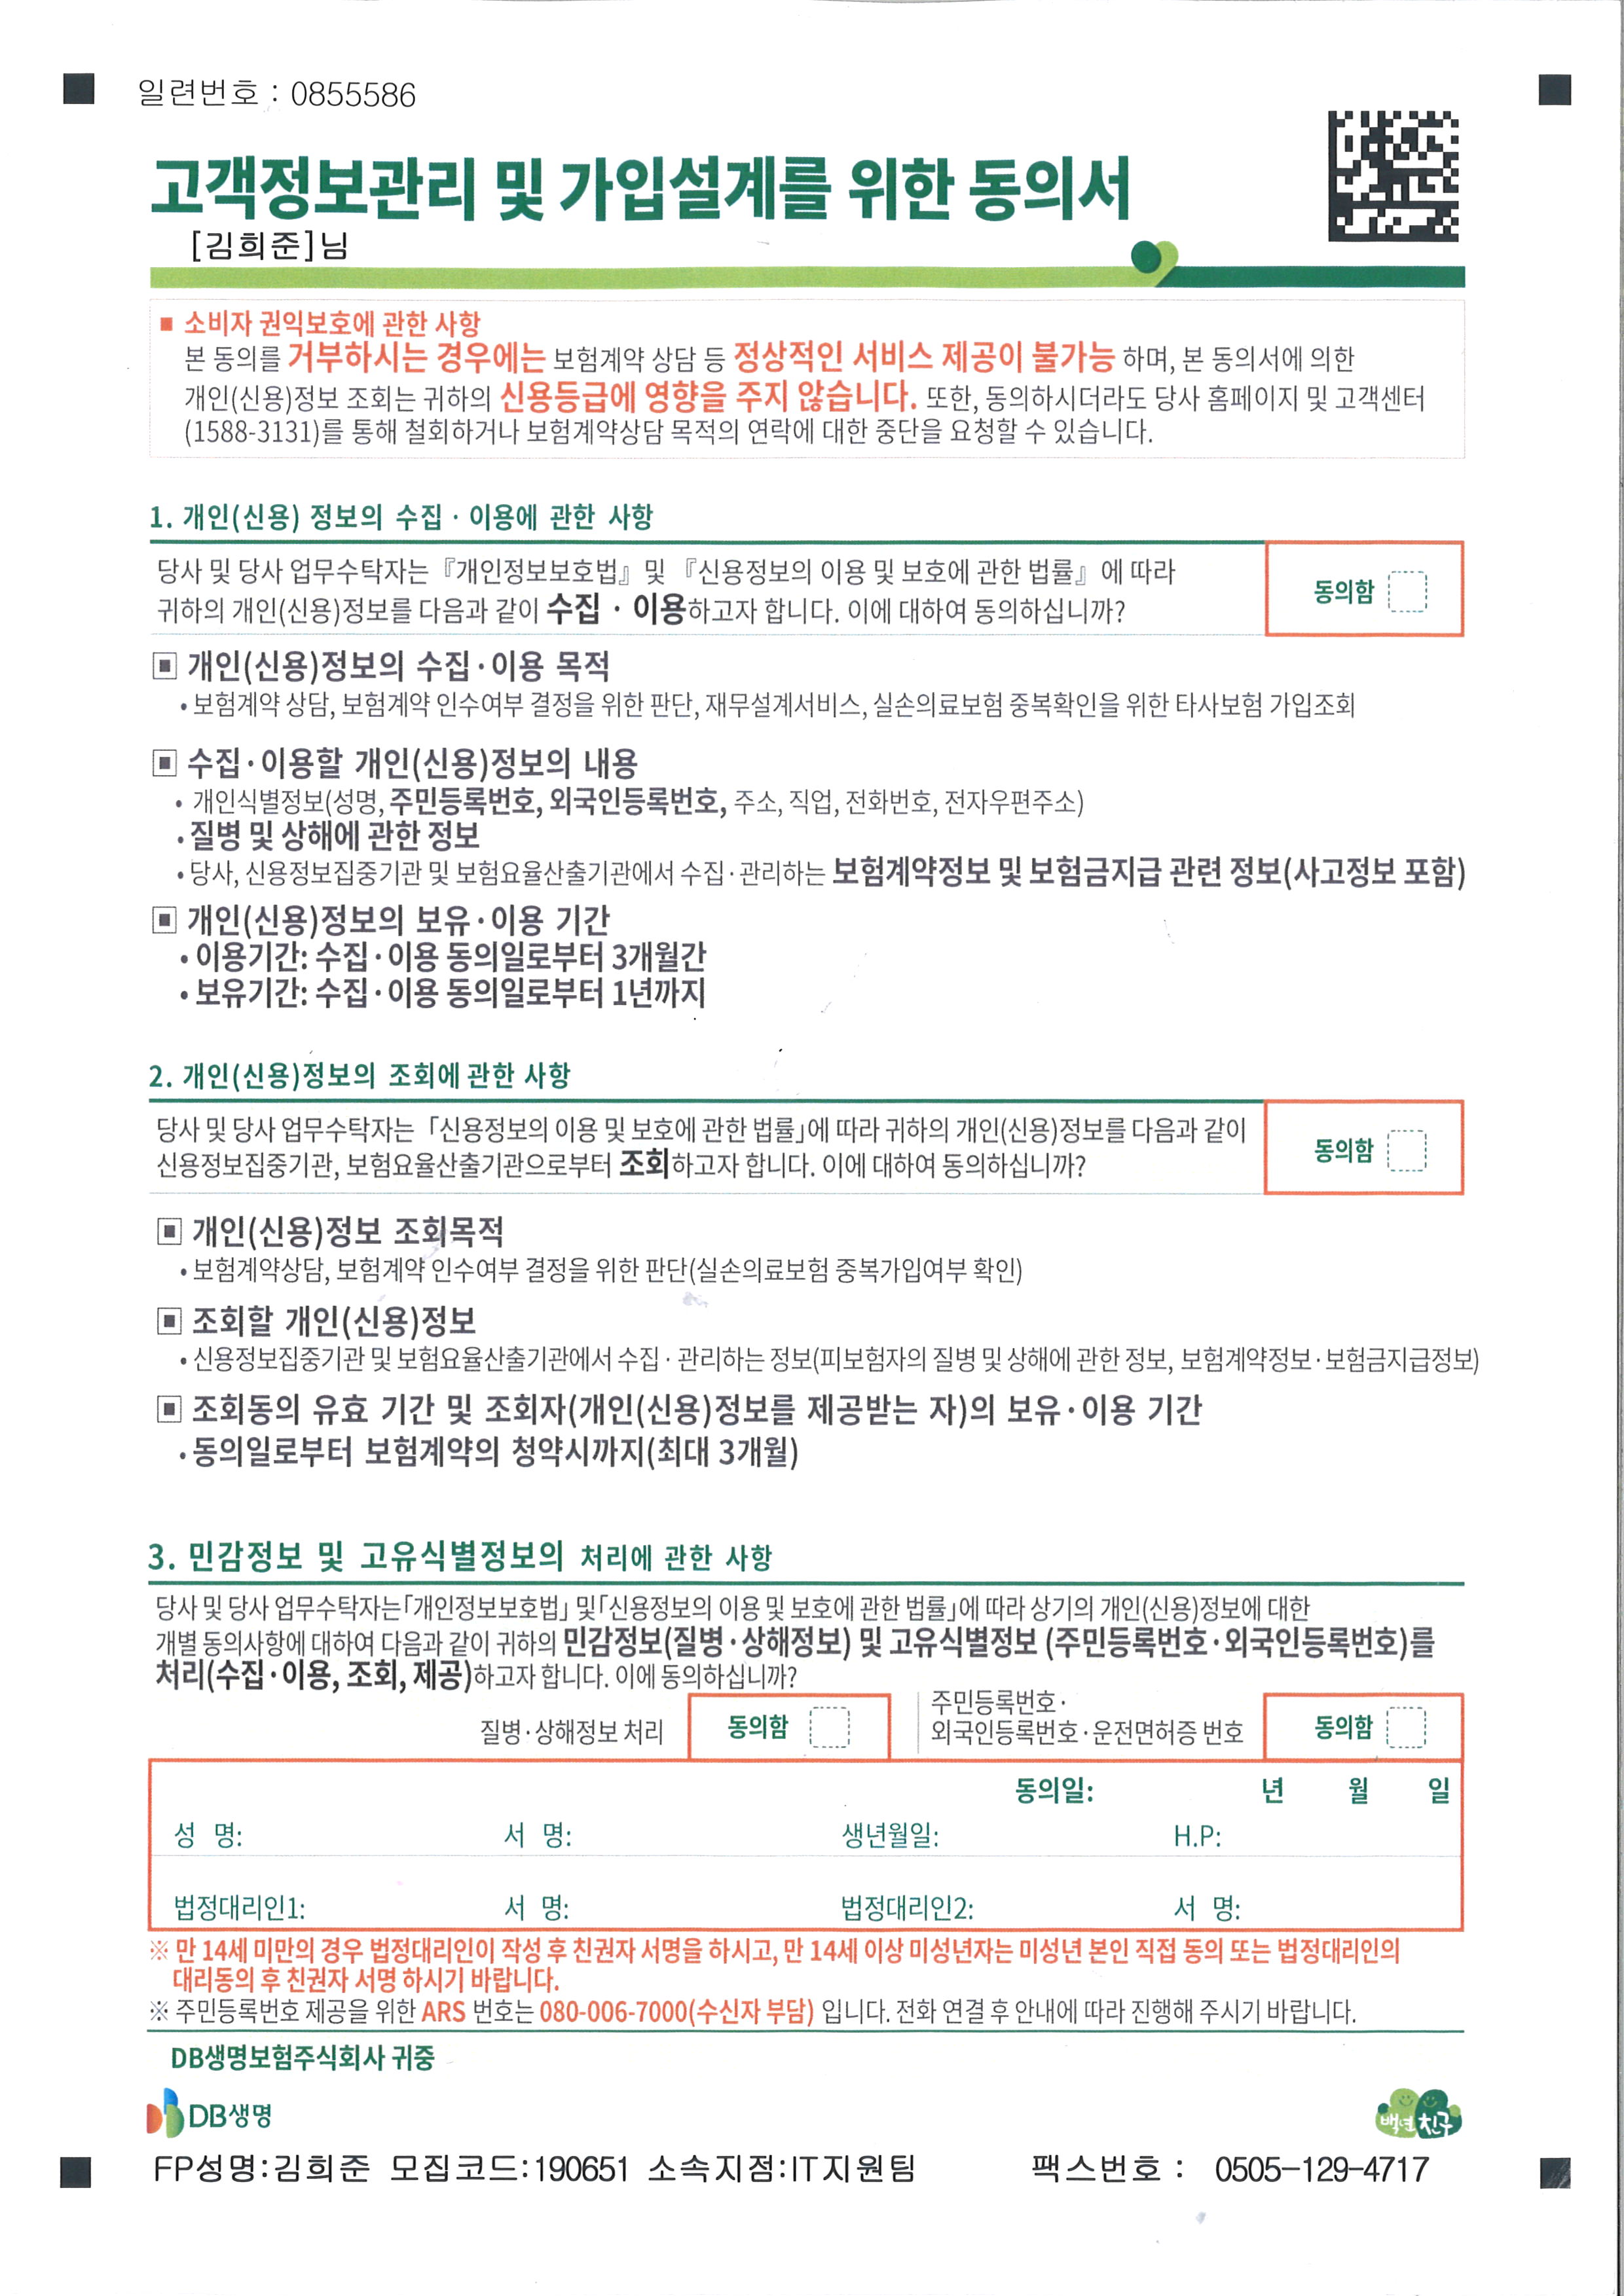 일련번호 : 0855586
고객정보관리 및 가입설계를 위한 동의서
[김희준]님
■ 소비자 권익보호에 관한 사항
본 동의를 거부하시는 경우에는 보험계약 상담 등 정상적인 서비스 제공이 불가능 하며, 본 동의서에 의한
개인(신용)정보 조회는 귀하의 신용등급에 영향을 주지 않습니다. 또한, 동의하시더라도 당사 홈페이지 및 고객센터
(1588-3131)를 통해 철회하거나 보험계약상담 목적의 연락에 대한 중단을 요청할 수 있습니다.
1. 개인(신용) 정보의 수집 · 이용에 관한 사항
당사 및 당사 업무수탁자는『개인정보보호법』및 『신용정보의 이용 및 보호에 관한 법률』에 따라
귀하의 개인(신용)정보를 다음과 같이 수집 · 이용하고자 합니다. 이에 대하여 동의하십니까?
동의함
▣ 개인(신용)정보의 수집·이용 목적
• 보험계약 상담, 보험계약 인수여부 결정을 위한 판단, 재무설계서비스, 실손의료보험 중복확인을 위한 타사보험 가입조회
▣ 수집·이용할 개인(신용)정보의 내용
• 개인식별정보(성명, 주민등록번호, 외국인등록번호, 주소, 직업, 전화번호, 전자우편주소)
• 질병 및 상해에 관한 정보
• 당사, 신용정보집중기관 및 보험요율산출기관에서 수집·관리하는 보험계약정보 및 보험금지급 관련 정보(사고정보 포함)
▣ 개인(신용)정보의 보유·이용 기간
• 이용기간: 수집·이용 동의일로부터 3개월간
• 보유기간: 수집·이용 동의일로부터 1년까지
2. 개인(신용)정보의 조회에 관한 사항
당사 및 당사 업무수탁자는「신용정보의 이용 및 보호에 관한 법률」에 따라 귀하의 개인(신용)정보를 다음과 같이
신용정보집중기관, 보험요율산출기관으로부터 조회하고자 합니다. 이에 대하여 동의하십니까?
동의함
▣ 개인(신용)정보 조회목적
• 보험계약상담, 보험계약 인수여부 결정을 위한 판단(실손의료보험 중복가입여부 확인)
▣ 조회할 개인(신용)정보
• 신용정보집중기관 및 보험요율산출기관에서 수집 · 관리하는 정보(피보험자의 질병 및 상해에 관한 정보, 보험계약정보·보험금지급정보)
▣ 조회동의 유효 기간 및 조회자(개인(신용)정보를 제공받는 자)의 보유·이용 기간
• 동의일로부터 보험계약의 청약시까지(최대 3개월)
3. 민감정보 및 고유식별정보의 처리에 관한 사항
당사 및 당사 업무수탁자는「개인정보보호법」및「신용정보의 이용 및 보호에 관한 법률」에 따라 상기의 개인(신용)정보에 대한
개별 동의사항에 대하여 다음과 같이 귀하의 민감정보(질병·상해정보) 및 고유식별정보 (주민등록번호·외국인등록번호)를
처리(수집·이용, 조회, 제공)하고자 합니다. 이에 동의하십니까?
질병·상해정보 처리 동의함
주민등록번호·
외국인등록번호·운전면허증 번호 동의함
동의일: 년 월 일
성 명: 서 명: 생년월일: H.P:
법정대리인1: 서 명: 법정대리인2: 서 명:
※ 만 14세 미만의 경우 법정대리인이 작성 후 친권자 서명을 하시고, 만 14세 이상 미성년자는 미성년 본인 직접 동의 또는 법정대리인의
대리동의 후 친권자 서명 하시기 바랍니다.
※ 주민등록번호 제공을 위한 ARS 번호는 080-006-7000(수신자 부담) 입니다. 전화 연결 후 안내에 따라 진행해 주시기 바랍니다.
DB생명보험주식회사 귀중
DB생명
백년친구
FP성명:김희준 모집코드:190651 소속지점:IT지원팀 팩스번호 : 0505-129-4717